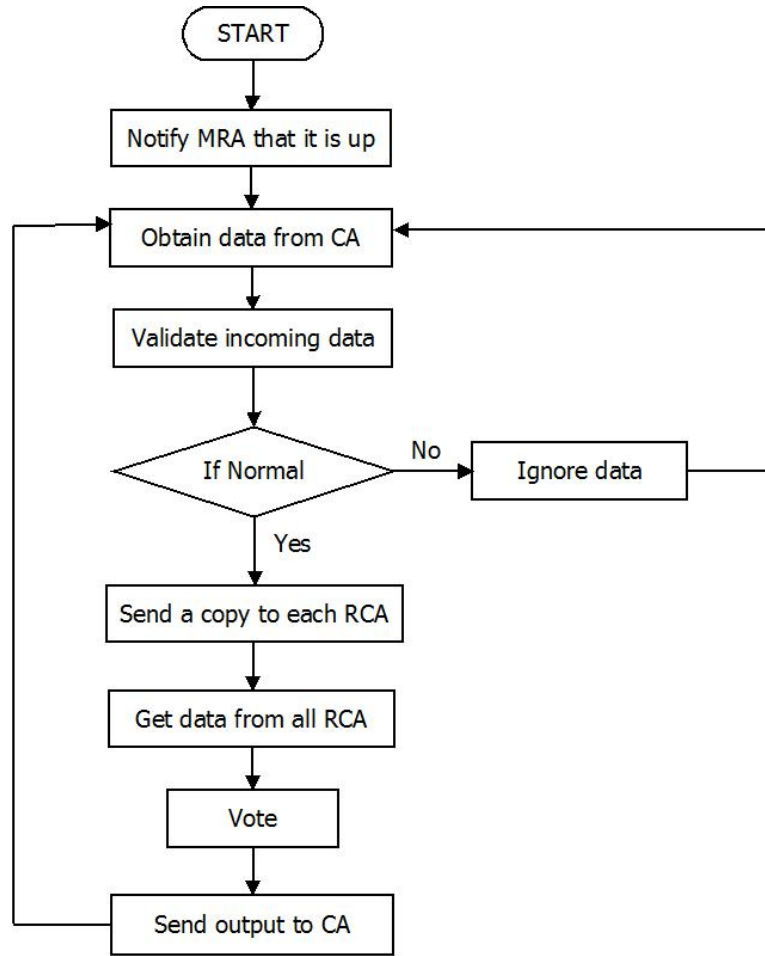 START
Notify MRA that it is up
Obtain data from CA
Validate incoming data
If Normal
No
Ignore data
Yes
Send a copy to each RCA
Get data from all RCA
Vote
Send output to CA